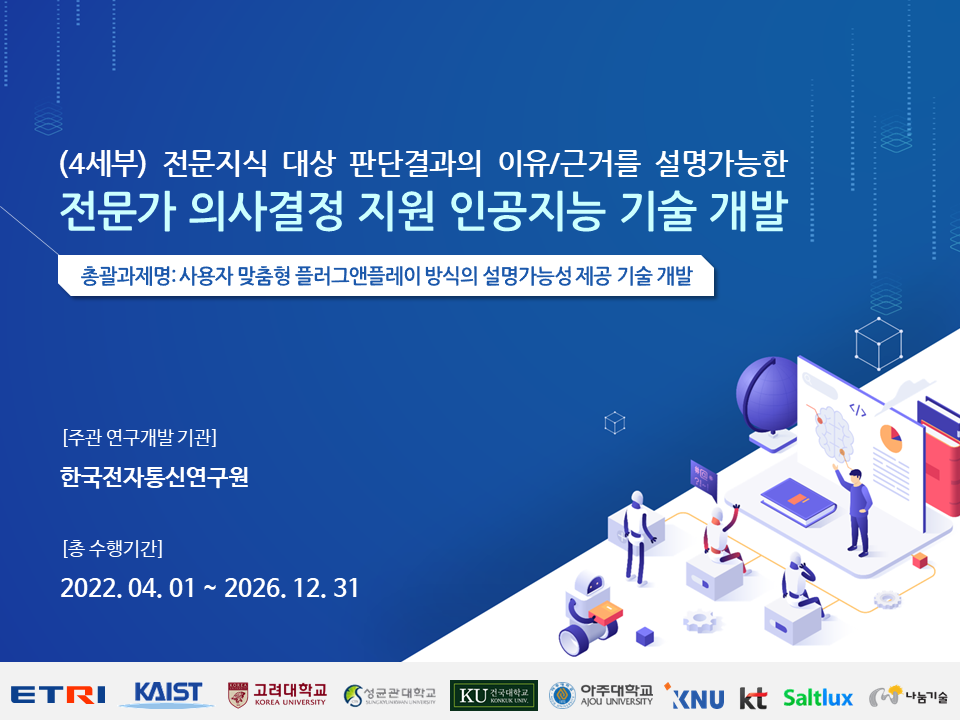 (4세부) 전문지식 대상 판단결과의 이유/근거를 설명가능한
전문가 의사결정 지원 인공지능 기술 개발
총괄과제명: 사용자 맞춤형 플러그앤플레이 방식의 설명가능성 제공 기술 개발
[주관 연구개발 기관]
한국전자통신연구원
[총 수행기간]
2022. 04. 01 ~ 2026. 12. 31
</>
ETRI
KAIST
고려대학교
KOREA UNIVERSITY
성균관대학교
SUNGKYUNKWAN UNIVERSITY
KU 건국대학교
KONKUK UNIV.
아주대학교
AJOU UNIVERSITY
KNU
kt
Saltlux
나눔기술